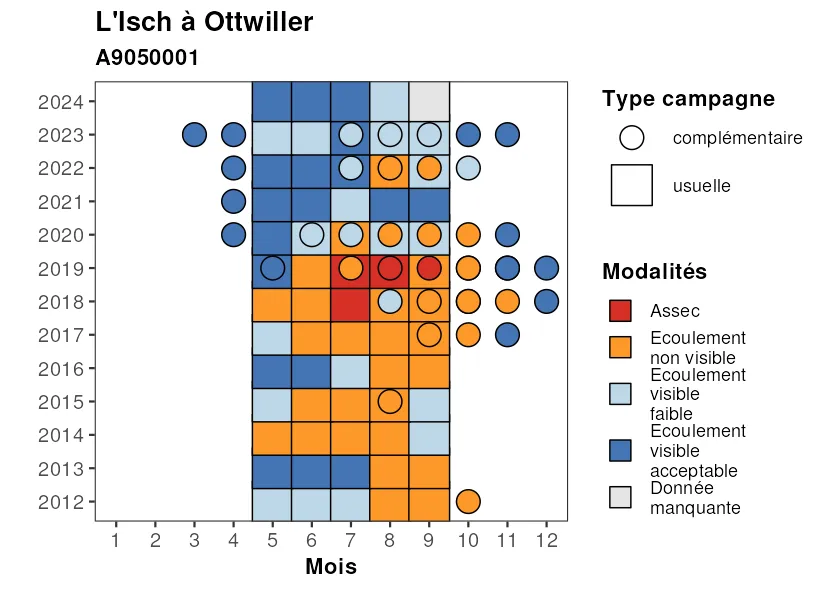 L'Isch à Ottwiller
A9050001
2024
2023
2022
2021
2020
2019
2018
2017
2016
2015
2014
2013
2012
1 2 3 4 5 6 7 8 9 10 11 12
Mois
Type campagne
complémentaire
usuelle
Modalités
Assec
Ecoulement
non visible
Ecoulement
visible
faible
Ecoulement
visible
acceptable
Donnée
manquante